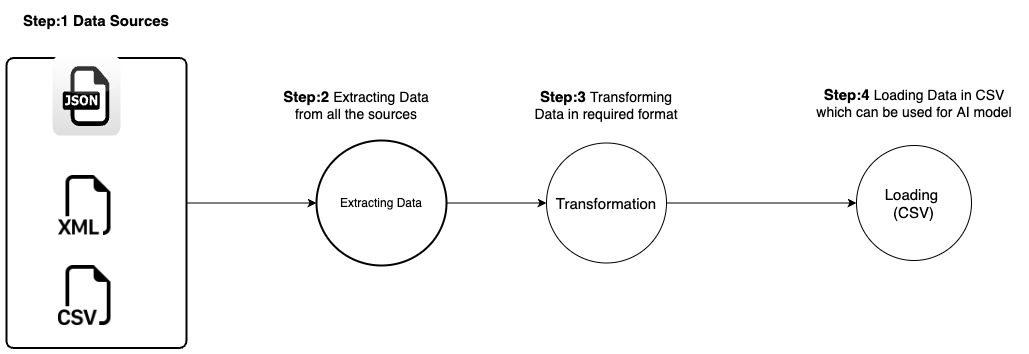 Step:1 Data Sources
JSON
XML
CSV
Step:2 Extracting Data
from all the sources
Extracting Data
Step:3 Transforming
Data in required format
Transformation
Step:4 Loading Data in CSV
which can be used for AI model
Loading
(CSV)